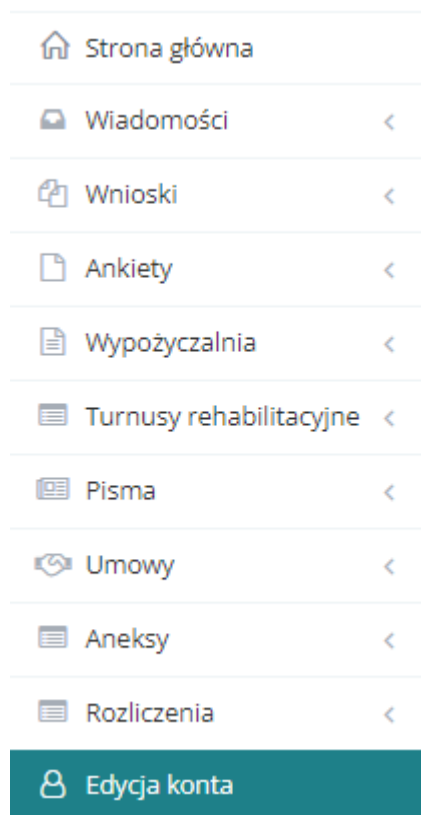 Strona główna
Wiadomości
Wnioski
Ankiety
Wypożyczalnia
Turnusy rehabilitacyjne
Pisma
Umowy
Aneksy
Rozliczenia
Edycja konta